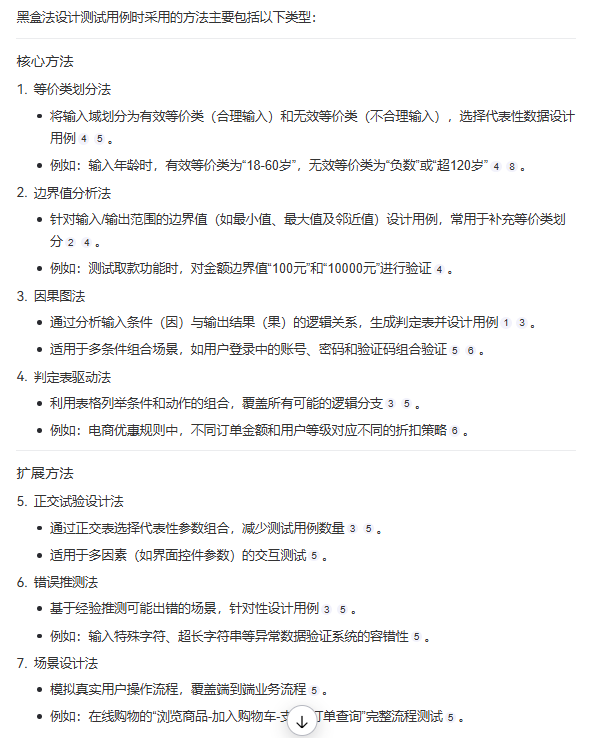 黑盒法设计测试用例时采用的方法主要包括以下类型：
核心方法
1. 等价类划分法
将输入域划分为有效等价类（合理输入）和无效等价类（不合理输入），选择代表性数据设计
用例 4 5 。
例如：输入年龄时，有效等价类为“18-60岁”，无效等价类为“负数”或“超120岁” 4 8 。
2. 边界值分析法
针对输入/输出范围的边界值（如最小值、最大值及邻近值）设计用例，常用于补充等价类划
分 2 4 。
例如：测试取款功能时，对金额边界值“100元”和“10000元”进行验证 4 。
3. 因果图法
通过分析输入条件（因）与输出结果（果）的逻辑关系，生成判定表并设计用例 1 3 。
适用于多条件组合场景，如用户登录中的账号、密码和验证码组合验证 5 6 。
4. 判定表驱动法
利用表格列举条件和动作的组合，覆盖所有可能的逻辑分支 3 5 。
例如：电商优惠规则中，不同订单金额和用户等级对应不同的折扣策略 6 。
扩展方法
5. 正交试验设计法
通过正交表选择代表性参数组合，减少测试用例数量 3 5 。
适用于多因素（如界面控件参数）的交互测试 5 。
6. 错误推测法
基于经验推测可能出错的场景，针对性设计用例 3 5 。
例如：输入特殊字符、超长字符串等异常数据验证系统的容错性 5 。
7. 场景设计法
模拟真实用户操作流程，覆盖端到端业务流程 5 。
例如：在线购物的“浏览商品-加入购物车-订单查询”完整流程测试 5 。